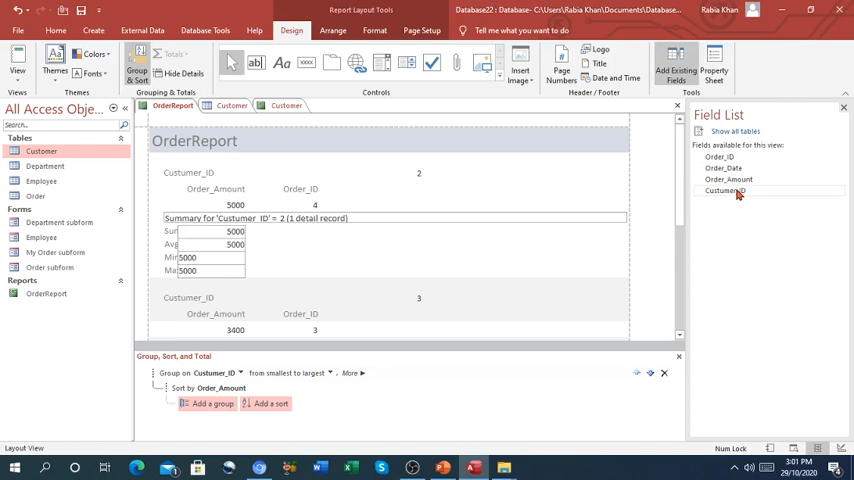 Report Layout Tools
Database22 : Database- C:\Users\Rabia Khan\Documents\Database...
Rabia Khan
File Home Create External Data Database Tools Help Design Arrange Format Page Setup Tell me what you want to do
View
Views
Themes
Colors
Fonts
Themes
Group & Sort
Totals
Hide Details
Grouping & Totals
ab
Aa
xxxx
Controls
Insert Image
Page Numbers
Logo
Title
Date and Time
Header / Footer
Add Existing Fields
Property Sheet
Tools
All Access Obje...
Search...
Tables
Customer
Department
Employee
Order
Forms
Department subform
Employee
My Order subform
Order subform
Reports
OrderReport
OrderReport Customer Customer
OrderReport
Custumer_ID 2
Order_Amount Order_ID
5000 4
Summary for 'Custumer_ID' = 2 (1 detail record)
Sur 5000
Avg 5000
Min 5000
Ma 5000
Custumer_ID 3
Order_Amount Order_ID
3400 3
Group, Sort, and Total
Group on Custumer_ID from smallest to largest , More
Sort by Order_Amount
Add a group Add a sort
Field List
Show all tables
Fields available for this view:
Order_ID
Order_Date
Order_Amount
Custumer_ID
Layout View
Num Lock
3:01 PM
29/10/2020